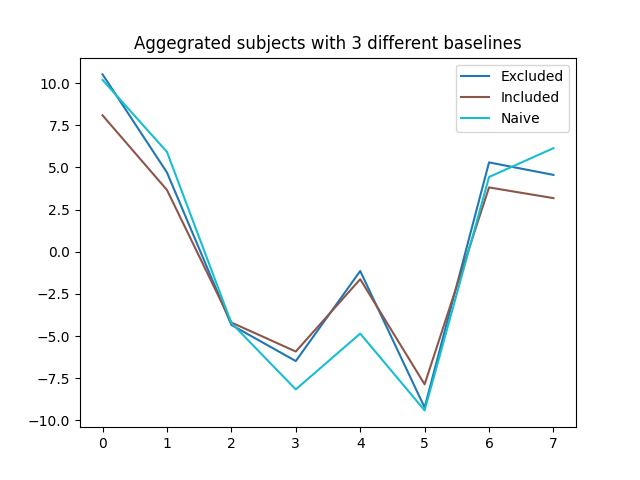 Aggegrated subjects with 3 different baselines
Excluded
Included
Naive
10.0
7.5
5.0
2.5
0.0
−2.5
−5.0
−7.5
−10.0
0 1 2 3 4 5 6 7